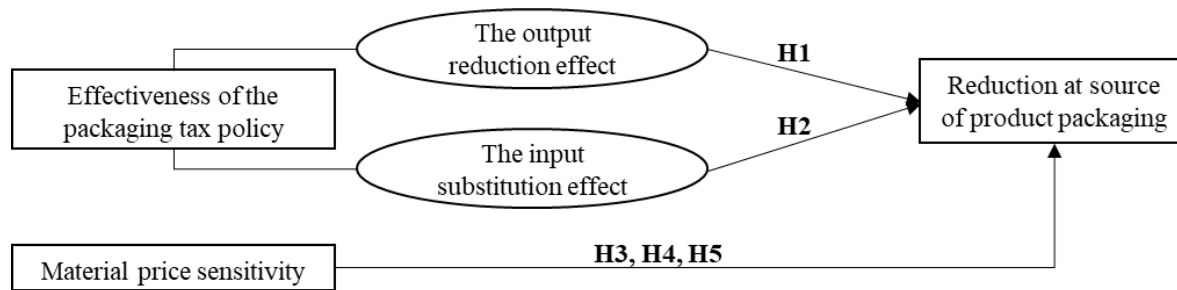 The output
reduction effect
H1
Effectiveness of the
packaging tax policy
Reduction at source
of product packaging
H2
The input
substitution effect
H3, H4, H5
Material price sensitivity